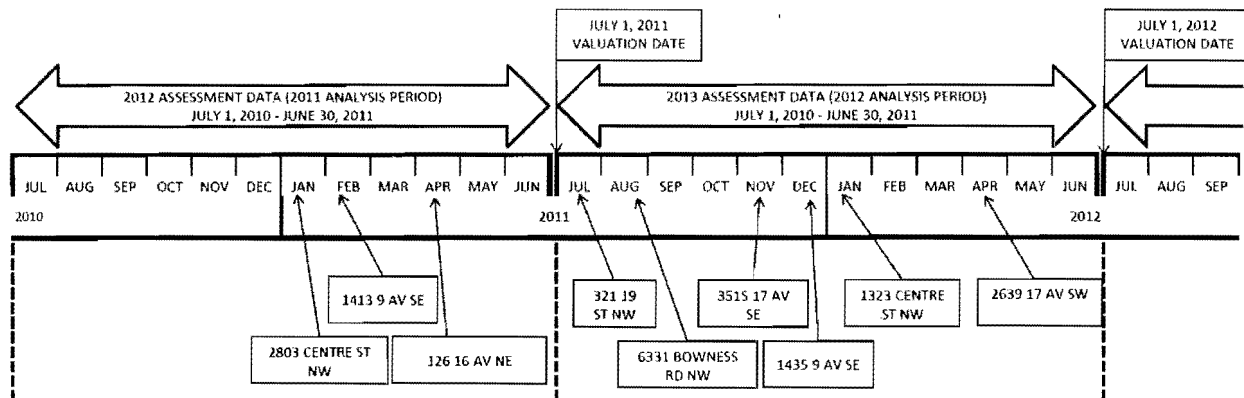 JULY 1, 2011
VALUATION DATE
JULY 1, 2012
VALUATION DATE
2012 ASSESSMENT DATA (2011 ANALYSIS PERIOD)
JULY 1, 2010 - JUNE 30, 2011
2013 ASSESSMENT DATA (2012 ANALYSIS PERIOD)
JULY 1, 2010 - JUNE 30, 2011
JUL AUG SEP OCT NOV DEC JAN FEB MAR APR MAY JUN JUL AUG SEP OCT NOV DEC JAN FEB MAR APR MAY JUN JUL AUG SEP
2010 2011 2012
1413 9 AV SE
321 19
ST NW
3515 17 AV
SE
1323 CENTRE
ST NW
2639 17 AV SW
2803 CENTRE ST
NW
126 16 AV NE
6331 BOWNESS
RD NW
1435 9 AV SE